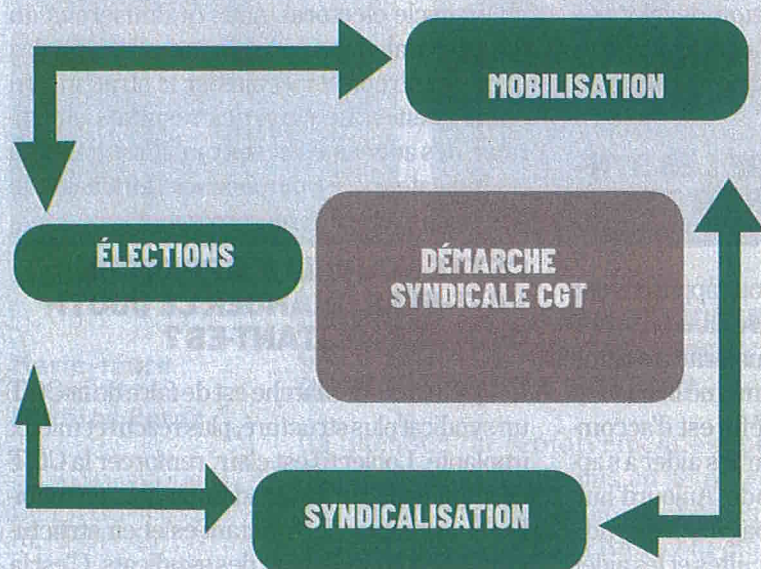 MOBILISATION
ÉLECTIONS
DÉMARCHE
SYNDICALE CGT
SYNDICALISATION